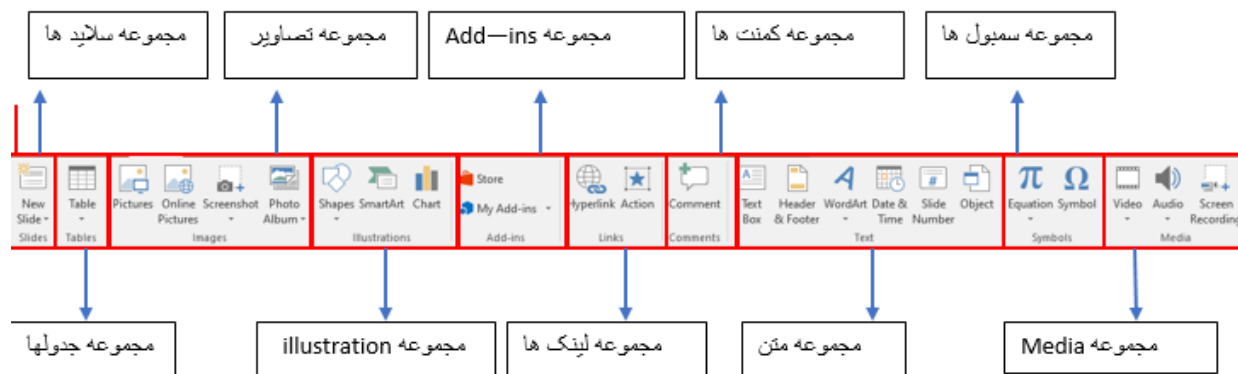 مجموعه سلاید ها
مجموعه تصاویر
مجموعه Add—ins
مجموعه کمنت ها
مجموعه سمبول ها
New Slide
Table
Pictures
Online Pictures
Screenshot
Photo Album
Shapes
SmartArt
Chart
Store
My Add-ins
Hyperlink
Action
Comment
Text Box
Header & Footer
WordArt
Date & Time
Slide Number
#
Object
π
Equation
Ω
Symbol
Video
Audio
Screen Recording
Slides
Tables
Images
Illustrations
Add-ins
Links
Comments
Text
Symbols
Media
مجموعه جدولها
مجموعه illustration
مجموعه لینک ها
مجموعه متن
مجموعه Media